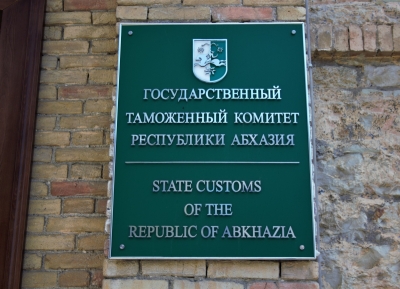 ГОСУДАРСТВЕННЫЙ
ТАМОЖЕННЫЙ КОМИТЕТ
РЕСПУБЛИКИ АБХАЗИЯ
STATE CUSTOMS
OF THE
REPUBLIC OF ABKHAZIA